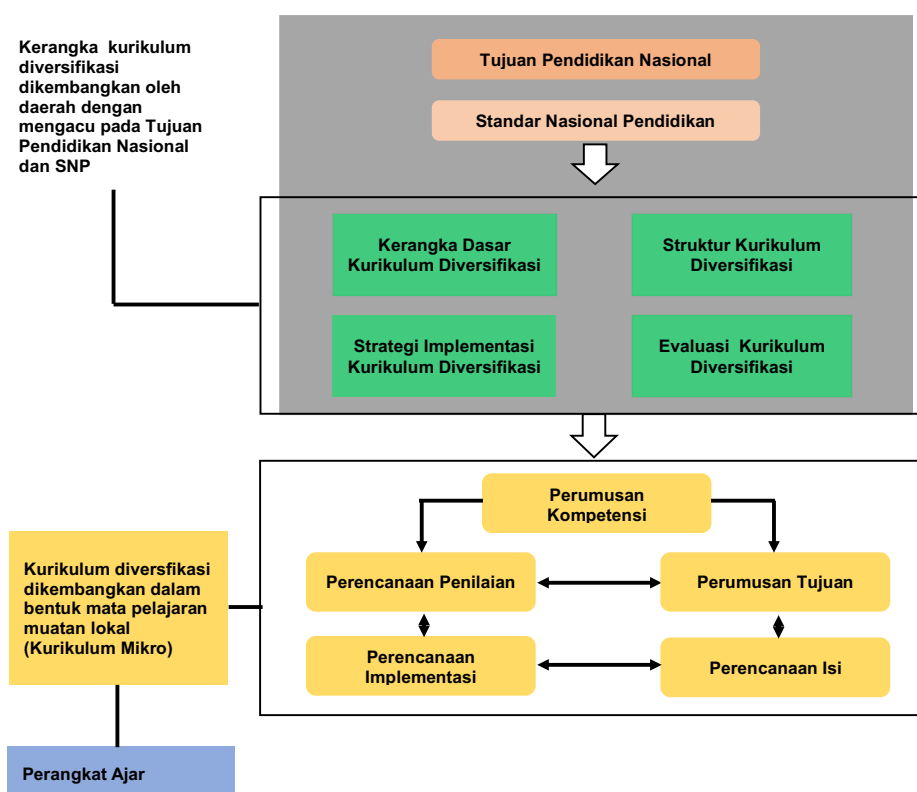 Kerangka kurikulum
diversifikasi
dikembangkan oleh
daerah dengan
mengacu pada Tujuan
Pendidikan Nasional
dan SNP
Tujuan Pendidikan Nasional
Standar Nasional Pendidikan
Kerangka Dasar
Kurikulum Diversifikasi
Struktur Kurikulum
Diversifikasi
Strategi Implementasi
Kurikulum Diversifikasi
Evaluasi Kurikulum
Diversifikasi
Perumusan
Kompetensi
Perencanaan Penilaian
Perumusan Tujuan
Perencanaan
Implementasi
Perencanaan Isi
Kurikulum diversfikasi
dikembangkan dalam
bentuk mata pelajaran
muatan lokal
(Kurikulum Mikro)
Perangkat Ajar